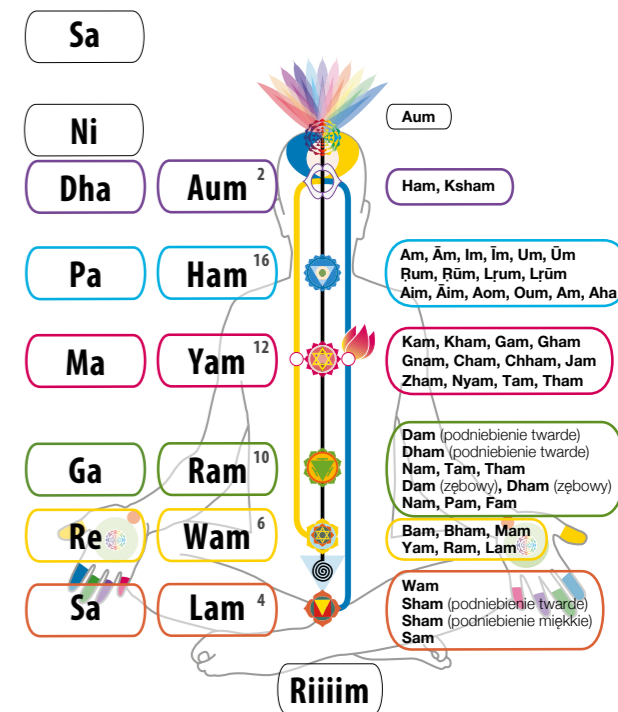 Sa
Ni
Aum
Dha
Aum 2
Ham, Ksham
Pa
Ham 16
Am, Ām, Im, Īm, Um, Ūm
Ṛum, Ṛūm, Lṛum, Lṛūm
Aim, Āim, Aom, Oum, Am, Aha
Ma
Yam 12
Kam, Kham, Gam, Gham
Gnam, Cham, Chham, Jam
Zham, Nyam, Tam, Tham
Ga
Ram 10
Dam (podniebienie twarde)
Dham (podniebienie twarde)
Nam, Tam, Tham
Dam (zębowy), Dham (zębowy)
Nam, Pam, Fam
Re
Wam 6
Bam, Bham, Mam
Yam, Ram, Lam
Sa
Lam 4
Wam
Sham (podniebienie twarde)
Sham (podniebienie miękkie)
Sam
Riiiim